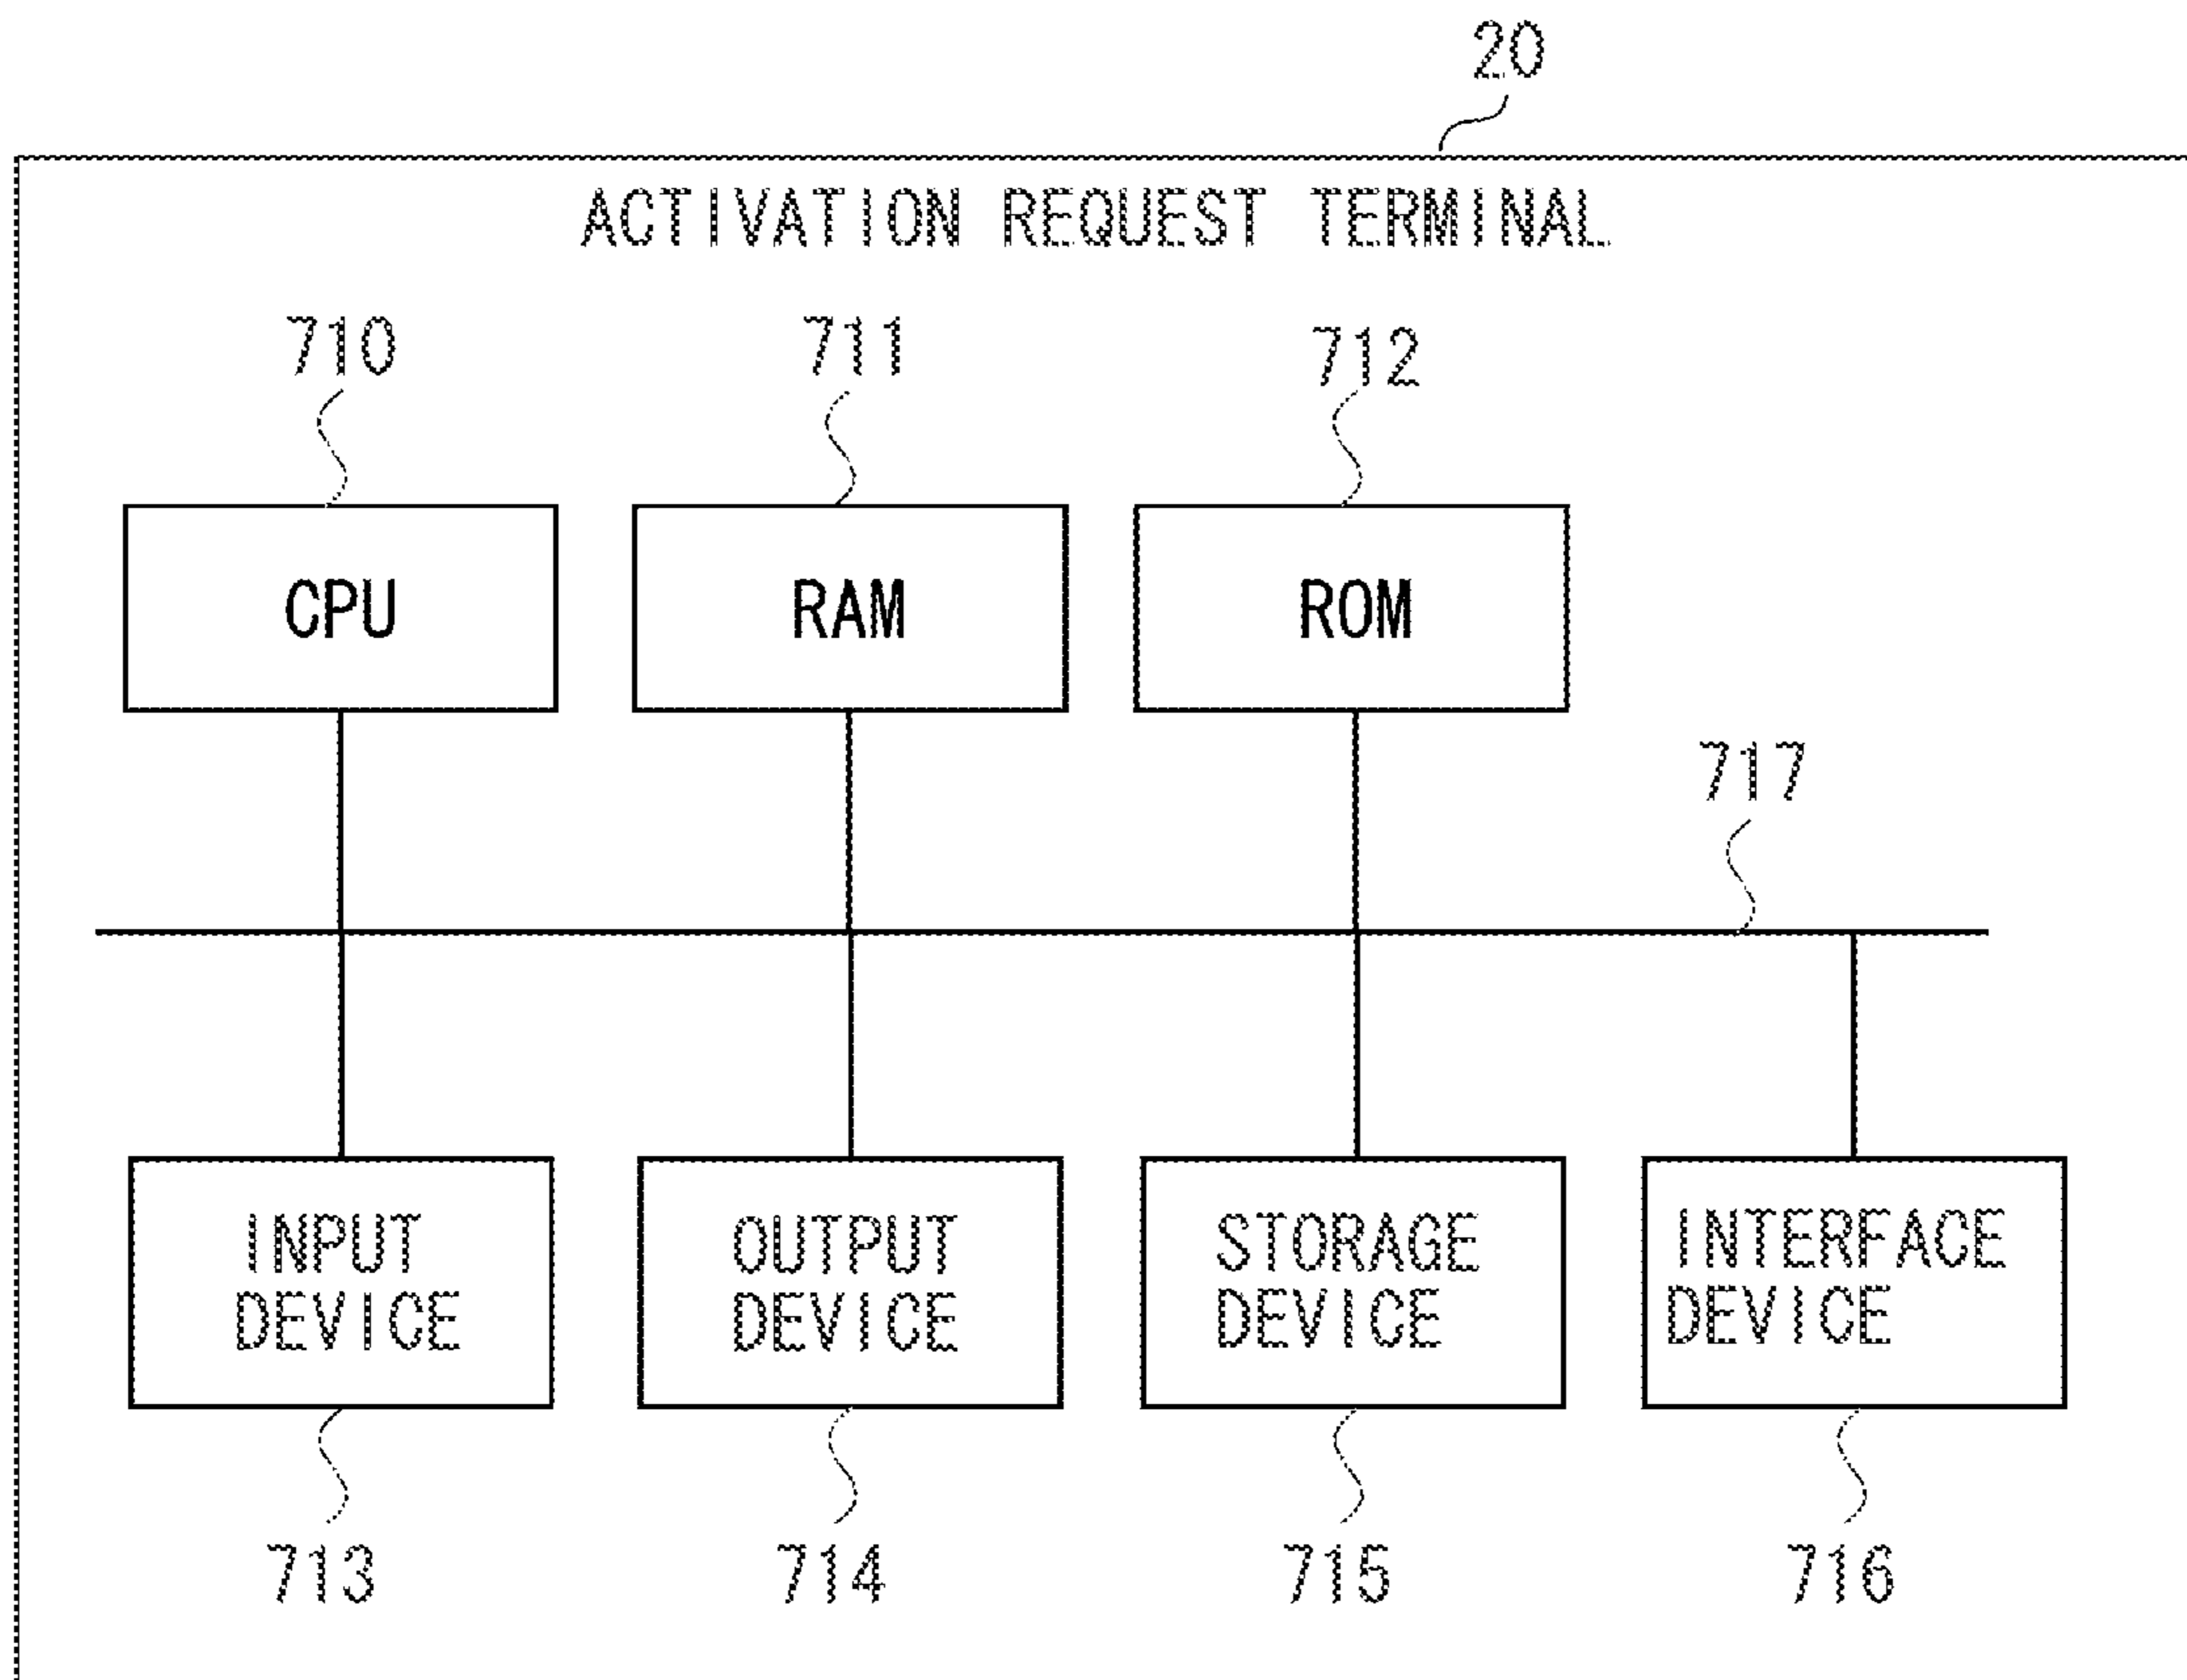 20
ACTIVATION REQUEST TERMINAL
710
711
712
CPU
RAM
ROM
717
INPUT
DEVICE
OUTPUT
DEVICE
STORAGE
DEVICE
INTERFACE
DEVICE
713
714
715
716